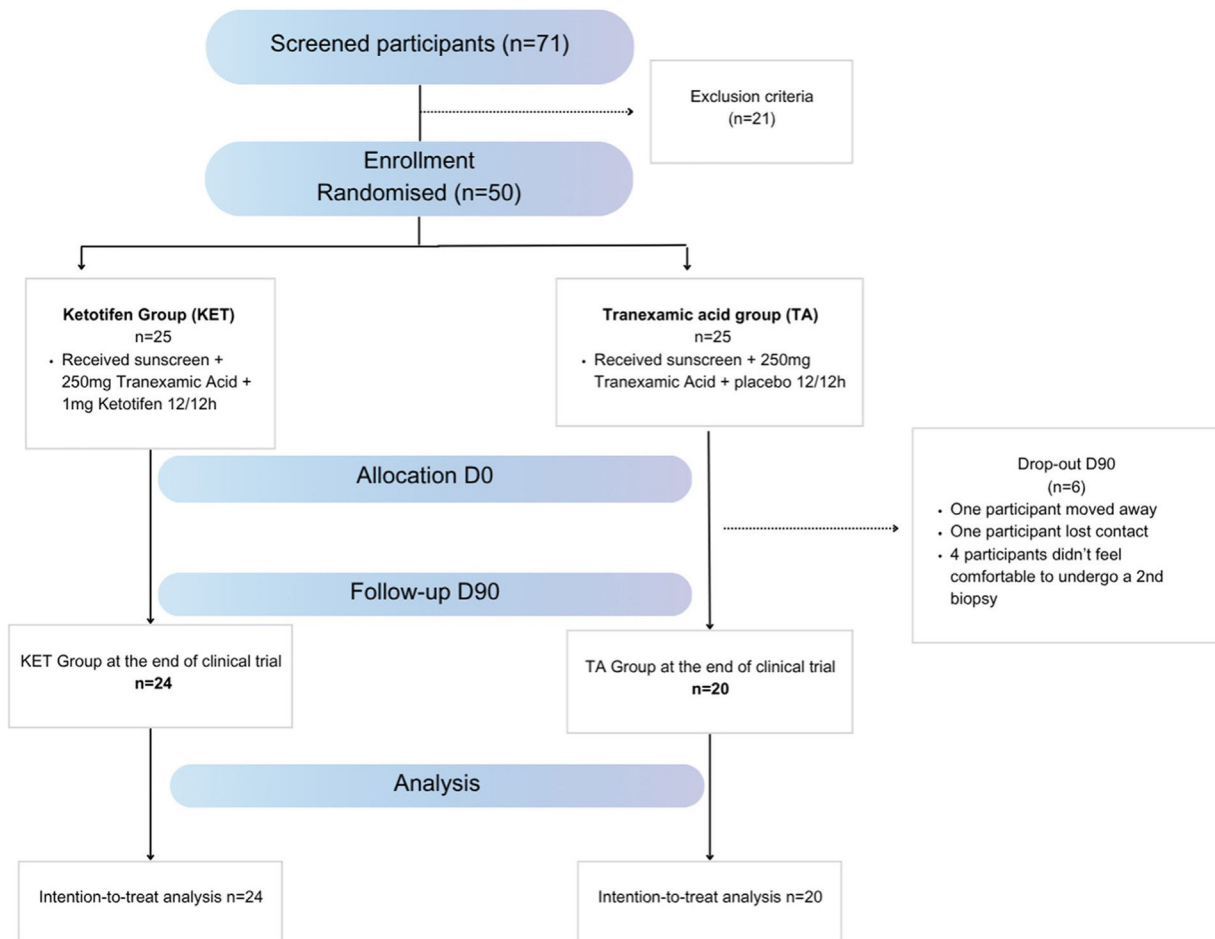 Screened participants (n=71)
Exclusion criteria
(n=21)
Enrollment
Randomised (n=50)
Ketotifen Group (KET)
n=25
• Received sunscreen +
250mg Tranexamic Acid +
1mg Ketotifen 12/12h
Tranexamic acid group (TA)
n=25
• Received sunscreen + 250mg
Tranexamic Acid + placebo 12/12h
Allocation D0
Drop-out D90
(n=6)
• One participant moved away
• One participant lost contact
• 4 participants didn't feel
comfortable to undergo a 2nd
biopsy
Follow-up D90
KET Group at the end of clinical trial
n=24
TA Group at the end of clinical trial
n=20
Analysis
Intention-to-treat analysis n=24
Intention-to-treat analysis n=20